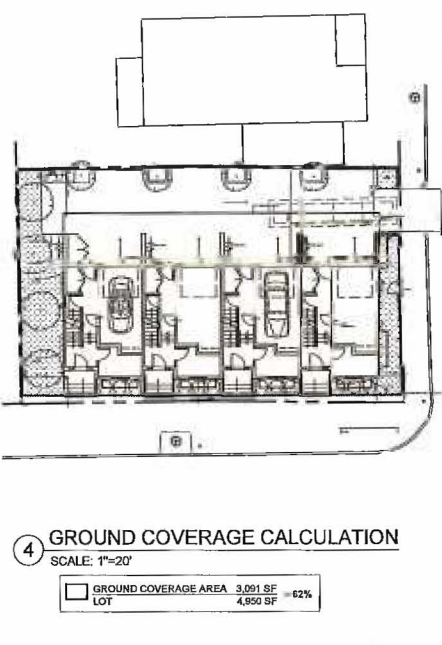 4 GROUND COVERAGE CALCULATION
SCALE: 1"=20'
GROUND COVERAGE AREA 3,091 SF =62%
LOT 4,950 SF